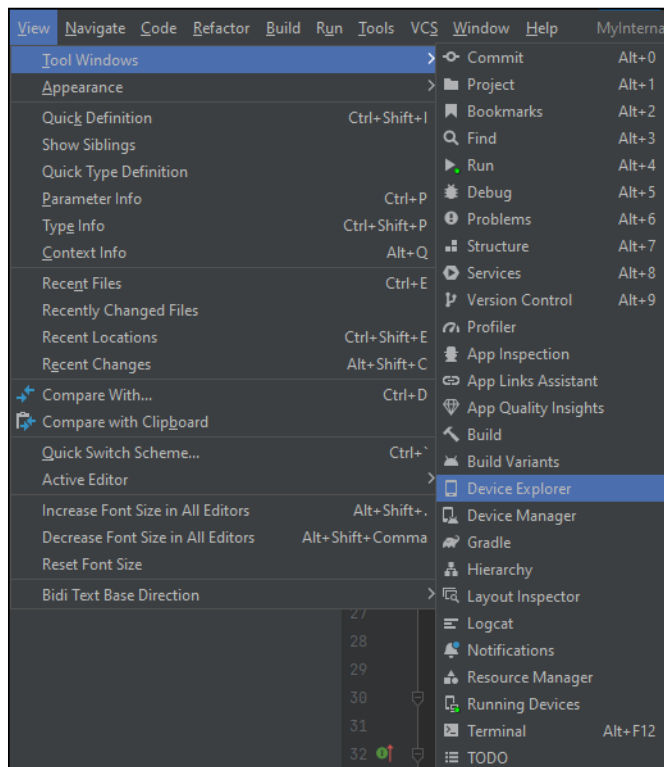 View Navigate Code Refactor Build Run Tools VCS Window Help MyInterna
Tool Windows
Appearance
Quick Definition Ctrl+Shift+I
Show Siblings
Quick Type Definition
Parameter Info Ctrl+P
Type Info Ctrl+Shift+P
Context Info Alt+Q
Recent Files Ctrl+E
Recently Changed Files
Recent Locations Ctrl+Shift+E
Recent Changes Alt+Shift+C
Compare With... Ctrl+D
Compare with Clipboard
Quick Switch Scheme... Ctrl+`
Active Editor
Increase Font Size in All Editors Alt+Shift+.
Decrease Font Size in All Editors Alt+Shift+Comma
Reset Font Size
Bidi Text Base Direction
Commit Alt+0
Project Alt+1
Bookmarks Alt+2
Find Alt+3
Run Alt+4
Debug Alt+5
Problems Alt+6
Structure Alt+7
Services Alt+8
Version Control Alt+9
Profiler
App Inspection
App Links Assistant
App Quality Insights
Build
Build Variants
Device Explorer
Device Manager
Gradle
Hierarchy
Layout Inspector
Logcat
Notifications
Resource Manager
Running Devices
Terminal Alt+F12
TODO
27
28
29
30
31
32